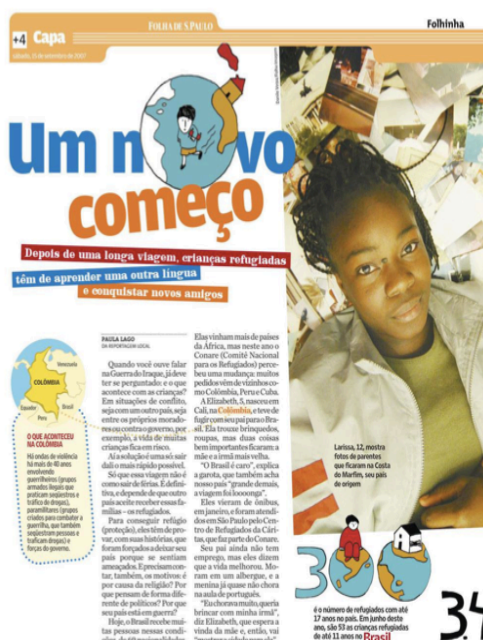 +4 Capa
FOLHA DE S.PAULO
Folhinha
sábado, 15 de setembro de 2007
Um novo
começo
Depois de uma longa viagem, crianças refugiadas
têm de aprender uma outra língua
e conquistar novos amigos
Venezuela
COLÔMBIA
Equador
Peru
Brasil
O QUE ACONTECEU
NA COLÔMBIA
Há ondas de violência
há mais de 40 anos
envolvendo
guerrilheiros (grupos
armados ilegais que
praticam seqüestros e
tráfico de drogas),
paramilitares (grupos
criados para combater a
guerrilha, que também
seqüestram pessoas e
traficam drogas) e
forças do governo.
PAULA LAGO
DA REPORTAGEM LOCAL
Quando você ouve falar
na Guerra do Iraque, já deve
ter se perguntado: e o que
acontece com as crianças?
Em situações de conflito,
seja com um outro país, seja
entre os próprios morado-
res ou contra o governo, por
exemplo, a vida de muitas
crianças fica em risco.
Aí a solução é uma só: sair
dali o mais rápido possível.
Só que essa viagem não é
como sair de férias. É defini-
tiva, e depende de que outro
país aceite receber essas fa-
mílias – os refugiados.
Para conseguir refúgio
(proteção), eles têm de pro-
var, com suas histórias, que
foram forçados a deixar seu
país porque se sentiam
ameaçados. E precisam con-
tar, também, os motivos: é
por causa da religião? Por
que pensam de forma dife-
rente de políticos? Por que
seu país está em guerra?
Hoje, o Brasil recebe mui-
tas pessoas nessas condi-
Elas vinham mais de países
da África, mas neste ano o
Conare (Comitê Nacional
para os Refugiados) perce-
beu uma mudança: muitos
pedidos vêm de vizinhos co-
mo Colômbia, Peru e Cuba.
A Elizabeth, 5, nasceu em
Cali, na Colômbia, e teve de
fugir com seu pai para o Bra-
sil. Ela trouxe brinquedos,
roupas, mas duas coisas
bem importantes ficaram: a
mãe e a irmã mais velha.
"O Brasil é caro", explica
a garota, que também acha
nosso país "grande demais,
a viagem foi loooonga".
Eles vieram de ônibus,
em janeiro, e foram atendi-
dos em São Paulo pelo Cen-
tro de Refugiados da Cári-
tas, que faz parte do Conare.
Seu pai ainda não tem
emprego, mas eles dizem
que a vida melhorou. Mo-
ram em um albergue, e a
menina já quase não chora
na aula de português.
"Eu chorava muito, queria
brincar com minha irmã",
diz Elizabeth, que espera a
vinda da mãe e, então, vai
Larissa, 12, mostra
fotos de parentes
que ficaram na Costa
do Marfim, seu país
de origem
300
é o número de refugiados com até
17 anos no país. Em junho deste
ano, são 53 as crianças refugiadas
de até 11 anos no Brasil